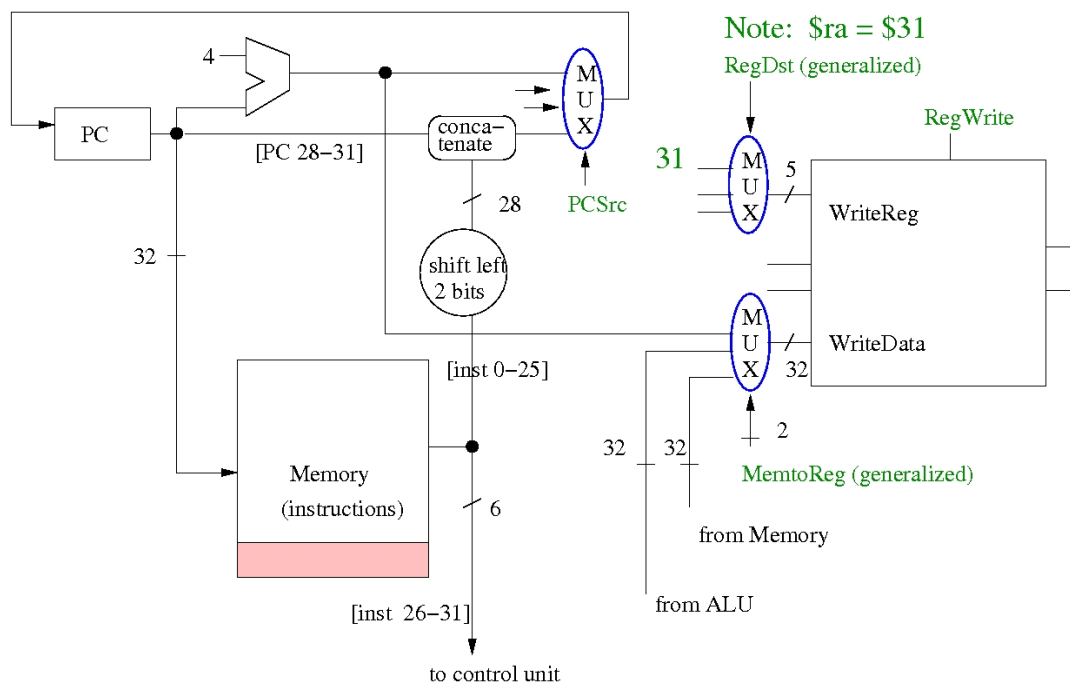 Note: $ra = $31
RegDst (generalized)
4
M
U
X
RegWrite
PC
conca-
tenate
[PC 28-31]
31
M
U
X
5
28
PCSrc
WriteReg
32
shift left
2 bits
M
U
X
WriteData
32
[inst 0-25]
2
32
32
Memory
(instructions)
MemtoReg (generalized)
6
from Memory
from ALU
[inst 26-31]
to control unit